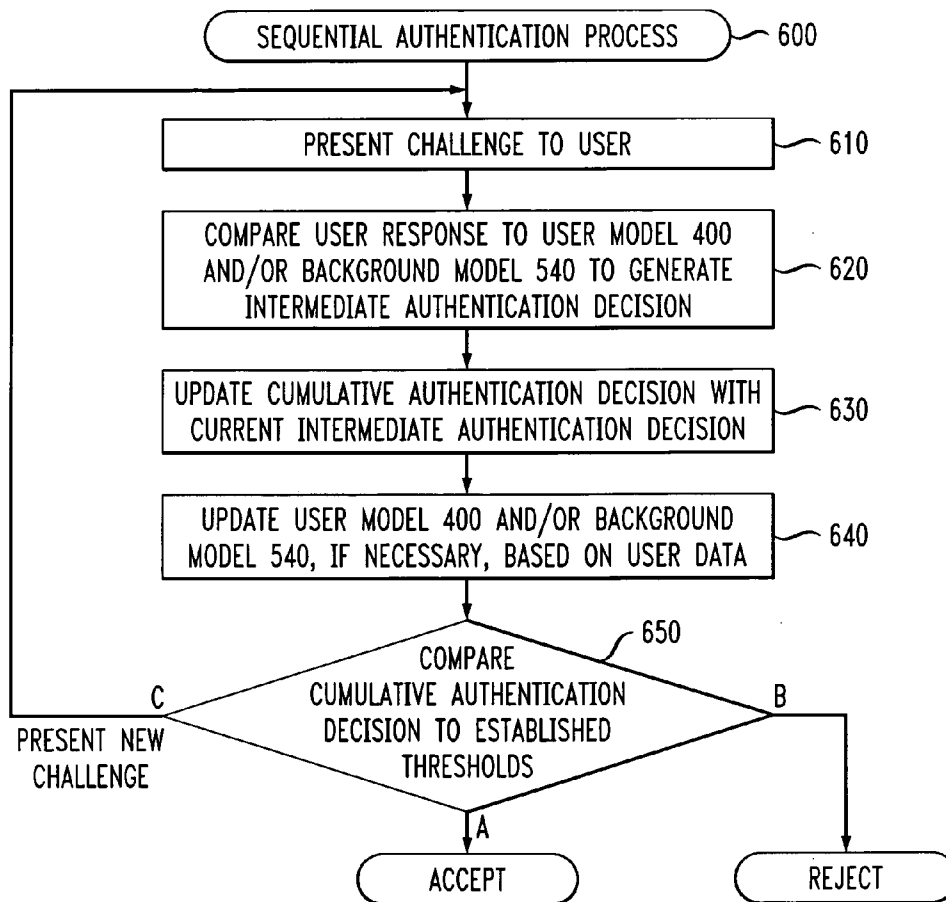 SEQUENTIAL AUTHENTICATION PROCESS
600
PRESENT CHALLENGE TO USER
610
COMPARE USER RESPONSE TO USER MODEL 400
AND/OR BACKGROUND MODEL 540 TO GENERATE
INTERMEDIATE AUTHENTICATION DECISION
620
UPDATE CUMULATIVE AUTHENTICATION DECISION WITH
CURRENT INTERMEDIATE AUTHENTICATION DECISION
630
UPDATE USER MODEL 400 AND/OR BACKGROUND
MODEL 540, IF NECESSARY, BASED ON USER DATA
640
650
COMPARE
CUMULATIVE AUTHENTICATION
DECISION TO ESTABLISHED
THRESHOLDS
C
PRESENT NEW
CHALLENGE
B
A
ACCEPT
REJECT